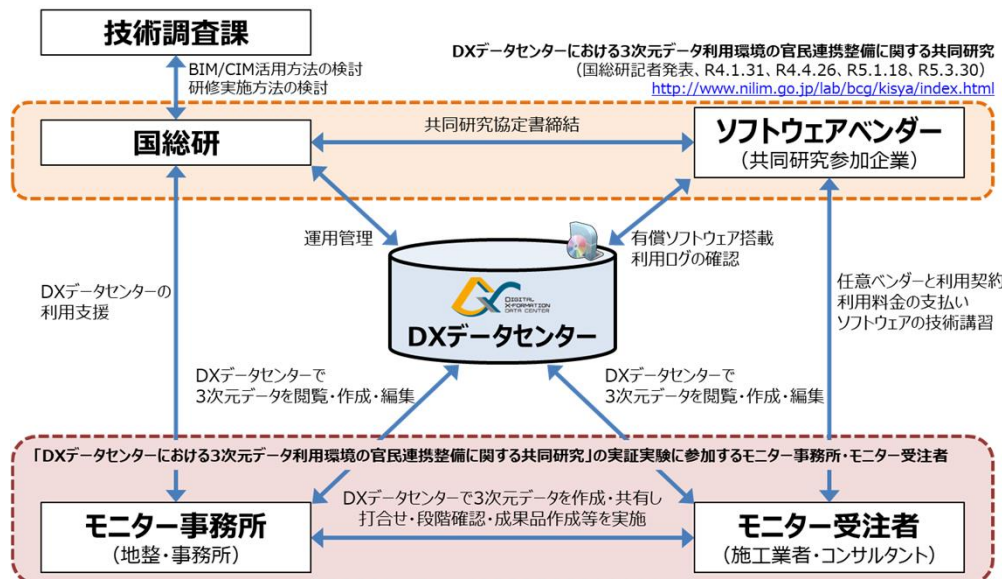 技術調査課
DXデータセンターにおける3次元データ利用環境の官民連携整備に関する共同研究
(国総研記者発表、R4.1.31、R4.4.26、R5.1.18、R5.3.30)
http://www.nilim.go.jp/lab/bcg/kisya/index.html
BIM/CIM活用方法の検討
研修実施方法の検討
国総研
共同研究協定書締結
ソフトウェアベンダー
(共同研究参加企業)
運用管理
有償ソフトウェア搭載
利用ログの確認
DXデータセンターの
利用支援
DIGITAL
X-FORMATION
DATA CENTER
DXデータセンター
任意ベンダーと利用契約
利用料金の支払い
ソフトウェアの技術講習
DXデータセンターで
3次元データを閲覧・作成・編集
DXデータセンターで
3次元データを閲覧・作成・編集
「DXデータセンターにおける3次元データ利用環境の官民連携整備に関する共同研究」の実証実験に参加するモニター事務所・モニター受注者
DXデータセンターで3次元データを作成・共有し
打合せ・段階確認・成果品作成等を実施
モニター事務所
(地整・事務所)
モニター受注者
(施工業者・コンサルタント)